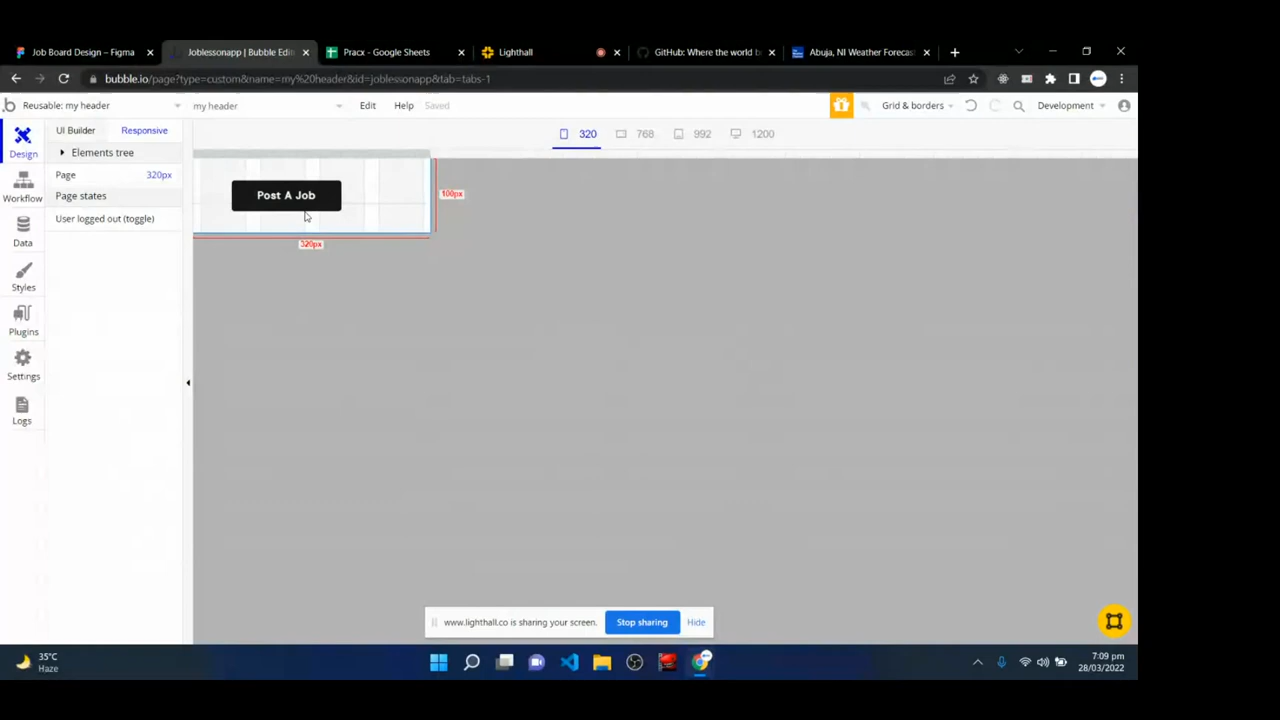 Job Board Design – Figma
Joblessonapp | Bubble Edit
Pracx - Google Sheets
Lighthall
GitHub: Where the world b
Abuja, NI Weather Forecas
bubble.io/page?type=custom&name=my%20header&id=joblessonapp&tab=tabs-1
Reusable: my header
my header
Edit
Help
Saved
Grid & borders
Development
UI Builder
Responsive
320
768
992
1200
Design
Elements tree
Page
320px
Workflow
Page states
User logged out (toggle)
Post A Job
100px
320px
Data
Styles
Plugins
Settings
Logs
www.lighthall.co is sharing your screen.
Stop sharing
Hide
35°C
Haze
7:09 pm
28/03/2022